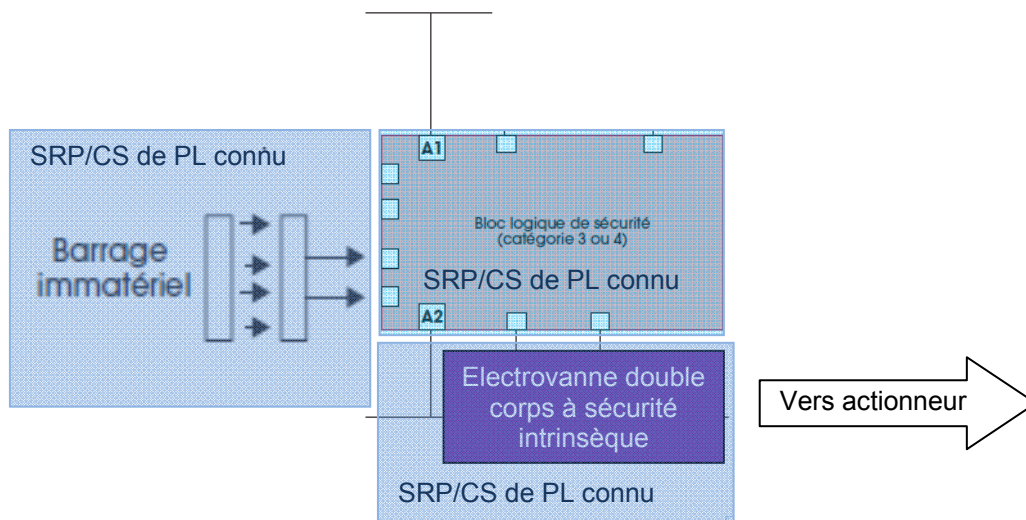 SRP/CS de PL connu
Barrage
immatériel
A1
Bloc logique de sécurité
(catégorie 3 ou 4)
SRP/CS de PL connu
A2
Electrovanne double
corps à sécurité
intrinsèque
SRP/CS de PL connu
Vers actionneur